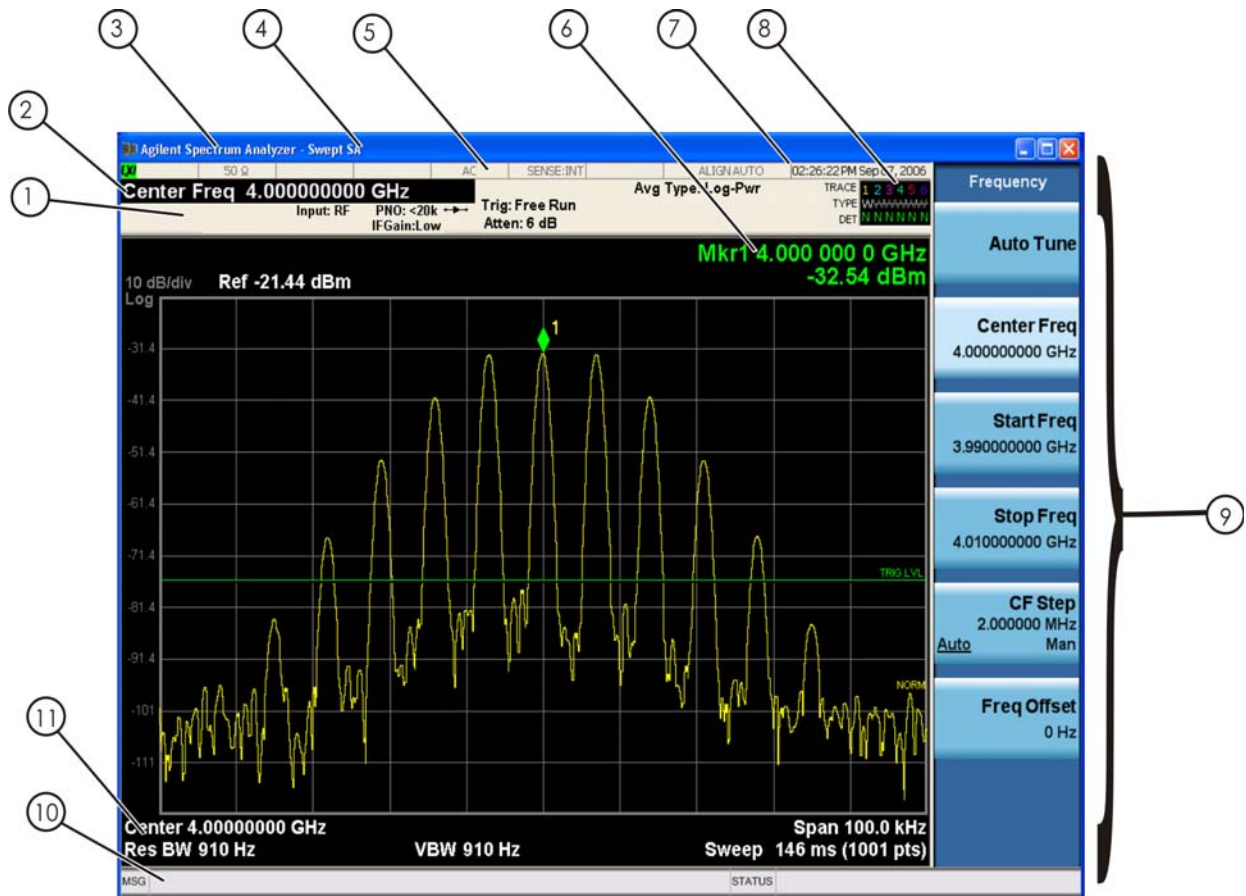 3
4
5
6
7
8
2
1
Agilent Spectrum Analyzer - Swept SA
LXI 50 Ω AC SENSE:INT ALIGN AUTO 02:26:22 PM Sep 07, 2006
Center Freq 4.000000000 GHz
Input: RF PNO: <20k Trig: Free Run Avg Type: Log-Pwr
IFGain:Low Atten: 6 dB
TRACE 1 2 3 4 5 6
TYPE
DET N N N N N N
Mkr1 4.000 000 0 GHz
-32.54 dBm
10 dB/div Ref -21.44 dBm
Log
1
-31.4
-41.4
-51.4
-61.4
-71.4
TRIG LVL
-81.4
-91.4
NORM
-101
-111
Center 4.00000000 GHz Span 100.0 kHz
Res BW 910 Hz VBW 910 Hz Sweep 146 ms (1001 pts)
MSG STATUS
Frequency
Auto Tune
Center Freq
4.000000000 GHz
Start Freq
3.990000000 GHz
Stop Freq
4.010000000 GHz
CF Step
2.000000 MHz
Auto Man
Freq Offset
0 Hz
9
11
10